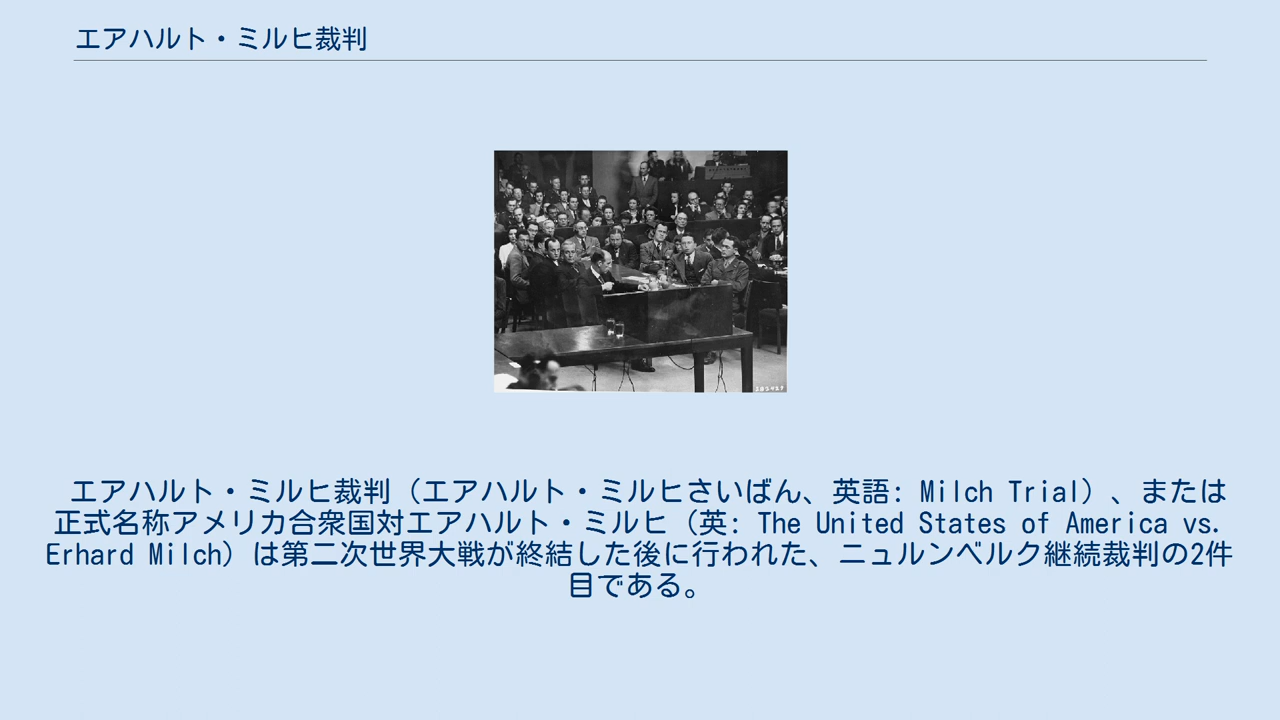 エアハルト・ミルヒ裁判
エアハルト・ミルヒ裁判（エアハルト・ミルヒさいばん、英語: Milch Trial）、または
正式名称アメリカ合衆国対エアハルト・ミルヒ（英: The United States of America vs.
Erhard Milch）は第二次世界大戦が終結した後に行われた、ニュルンベルク継続裁判の2件
目である。